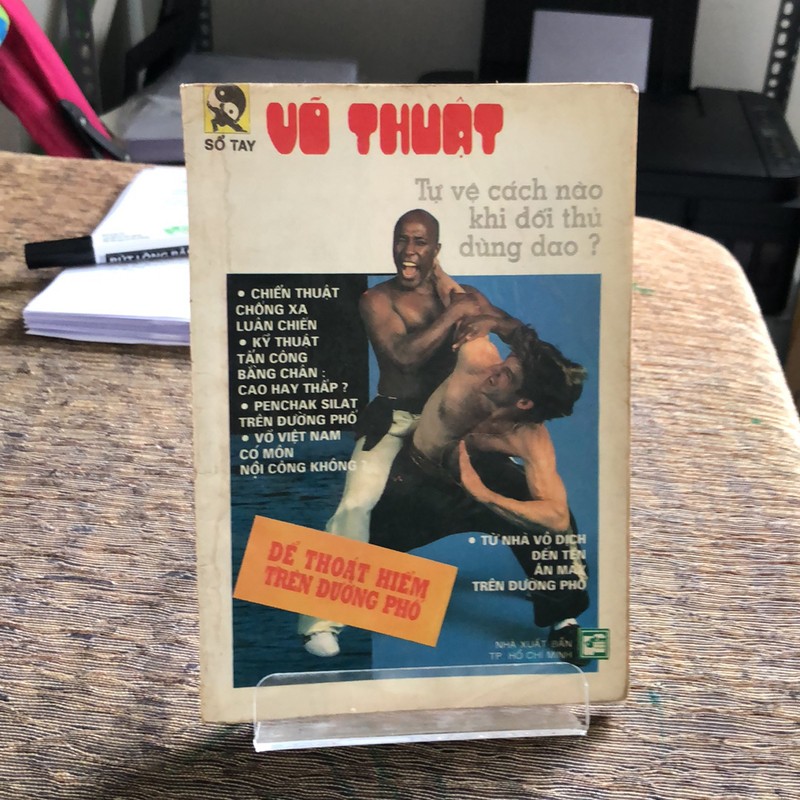 SỔ TAY
VÕ THUẬT
Tự vệ cách nào
khi đối thủ
dùng dao ?
• CHIẾN THUẬT
CHỐNG XA
LUÂN CHIẾN
• KỸ THUẬT
TẤN CÔNG
BẰNG CHÂN :
CAO HAY THẤP ?
• PENCHAK SILAT
TRÊN ĐƯỜNG PHỐ
• VÕ VIỆT NAM
CÓ MÔN
NỘI CÔNG KHÔNG ?
ĐỂ THOÁT HIỂM
TRÊN ĐƯỜNG PHỐ
• TỪ NHÀ VÔ ĐỊCH
ĐẾN TÊN
ĂN MÀY
TRÊN ĐƯỜNG PHỐ
NHÀ XUẤT BẢN
TP. HỒ CHÍ MINH
BÚT LÔNG